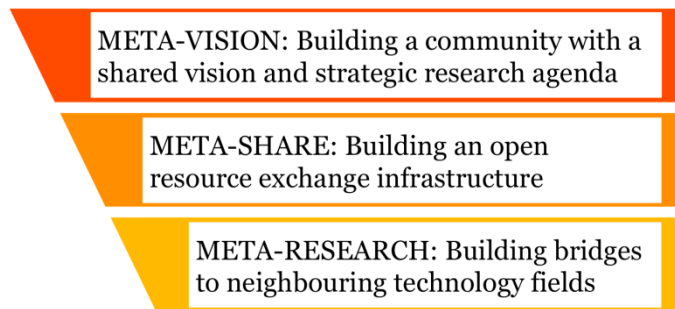 META-VISION: Building a community with a
shared vision and strategic research agenda
META-SHARE: Building an open
resource exchange infrastructure
META-RESEARCH: Building bridges
to neighbouring technology fields